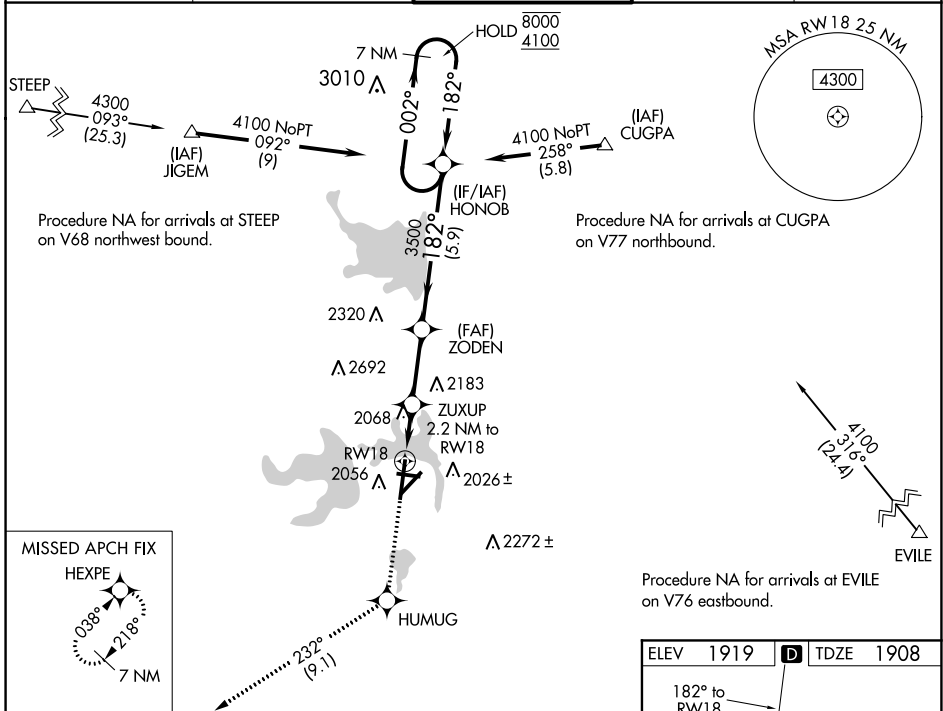 HOLD 8000
4100
7 NM
3010
002°
182°
MSA RW18 25 NM
4300
STEEP
4300
093°
(25.3)
(IAF)
JIGEM
4100 NoPT
092°
(9)
4100 NoPT
258°
(5.8)
(IAF)
CUGPA
(IF/IAF)
HONOB
Procedure NA for arrivals at STEEP
on V68 northwest bound.
Procedure NA for arrivals at CUGPA
on V77 northbound.
3500
182°
(5.9)
2320
(FAF)
ZODEN
2692
2183
2068
ZUXUP
2.2 NM to
RW18
RW18
2056
2026±
2272±
4100
316°
(24.4)
EVILE
Procedure NA for arrivals at EVILE
on V76 eastbound.
MISSED APCH FIX
HEXPE
038°
218°
7 NM
HUMUG
232°
(9.1)
ELEV 1919 D TDZE 1908
182° to
RW18